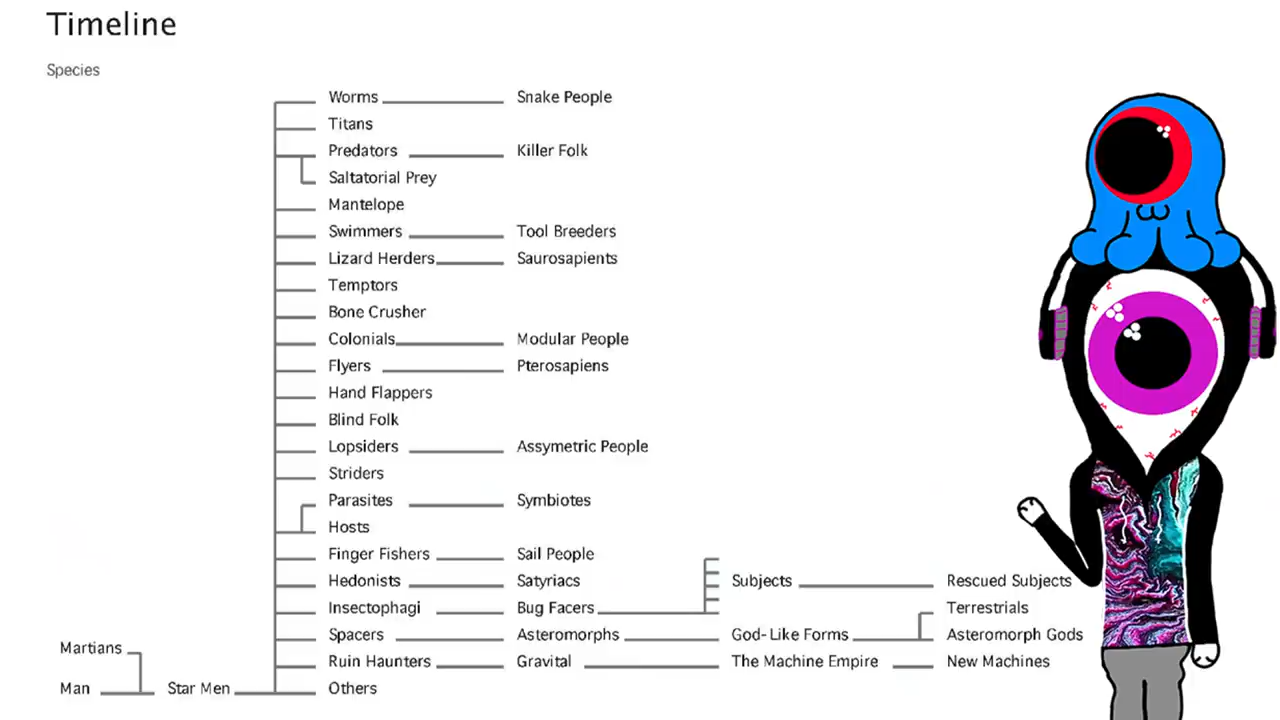 Timeline
Species
Worms Snake People
Titans
Predators Killer Folk
Saltatorial Prey
Mantelope
Swimmers Tool Breeders
Lizard Herders Saurosapients
Temptors
Bone Crusher
Colonials Modular People
Flyers Pterosapiens
Hand Flappers
Blind Folk
Lopsiders Assymetric People
Striders
Parasites Symbiotes
Hosts
Finger Fishers Sail People
Hedonists Satyriacs Subjects Rescued Subjects
Insectophagi Bug Facers Terrestrials
Spacers Asteromorphs God-Like Forms Asteromorph Gods
Martians
Ruin Haunters Gravital The Machine Empire New Machines
Man Star Men Others